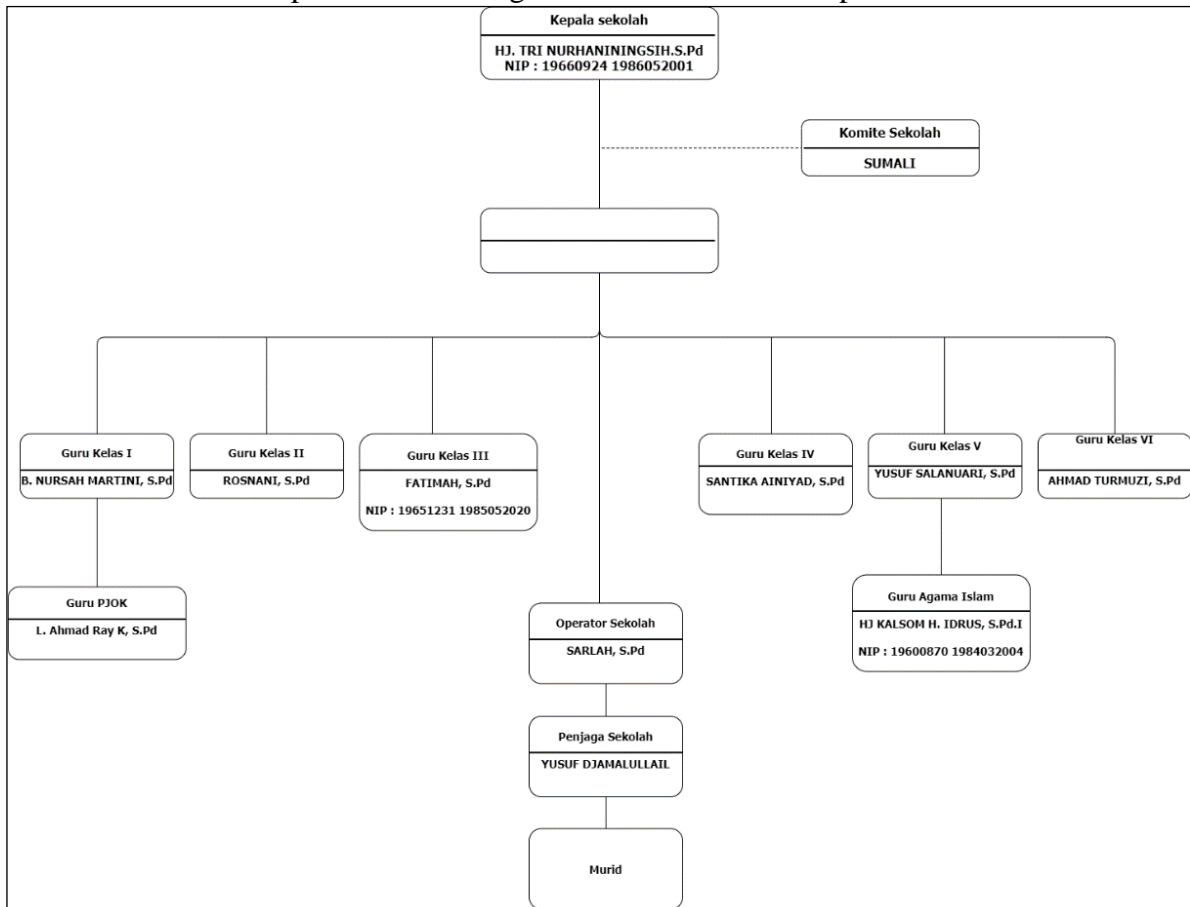 Kepala sekolah
HJ. TRI NURHANININGSIH.S.Pd
NIP : 19660924 1986052001
Komite Sekolah
SUMALI
Guru Kelas I
B. NURSAH MARTINI, S.Pd
Guru Kelas II
ROSNANI, S.Pd
Guru Kelas III
FATIMAH, S.Pd
NIP : 19651231 1985052020
Guru Kelas IV
SANTIKA AINIYAD, S.Pd
Guru Kelas V
YUSUF SALANUARI, S.Pd
Guru Kelas VI
AHMAD TURMUZI, S.Pd
Guru PJOK
L. Ahmad Ray K, S.Pd
Guru Agama Islam
HJ KALSOM H. IDRUS, S.Pd.I
NIP : 19600870 1984032004
Operator Sekolah
SARLAH, S.Pd
Penjaga Sekolah
YUSUF DJAMALULLAIL
Murid